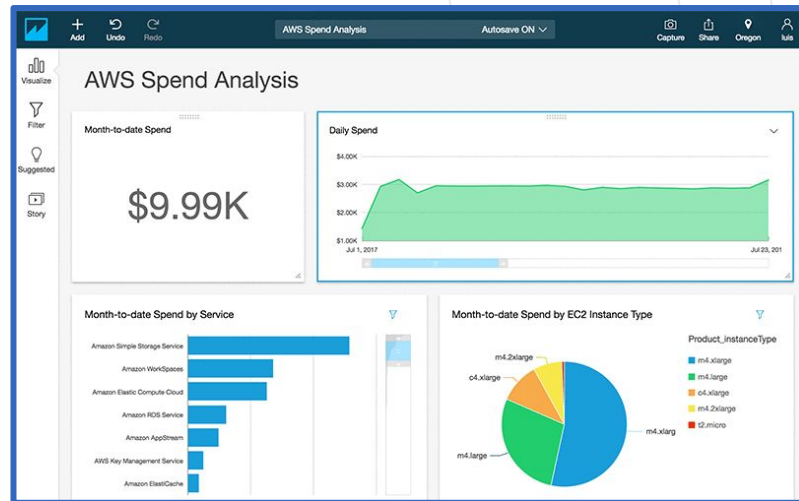 Add
Undo
Redo
AWS Spend Analysis
Autosave ON
Capture
Share
Oregon
luis
Visualize
Filter
Suggested
Story
AWS Spend Analysis
Month-to-date Spend
$9.99K
Daily Spend
$4.00K
$3.00K
$2.00K
$1.00K
Jul 1, 2017
Jul 23, 201
Month-to-date Spend by Service
Amazon Simple Storage Service
Amazon WorkSpaces
Amazon Elastic Compute Cloud
Amazon RDS Service
Amazon AppStream
AWS Key Management Service
Amazon ElastiCache
Month-to-date Spend by EC2 Instance Type
m4.2xlarge
c4.xlarge
m4.large
m4.xlarg
Product_instanceType
m4.xlarge
m4.large
c4.xlarge
m4.2xlarge
t2.micro